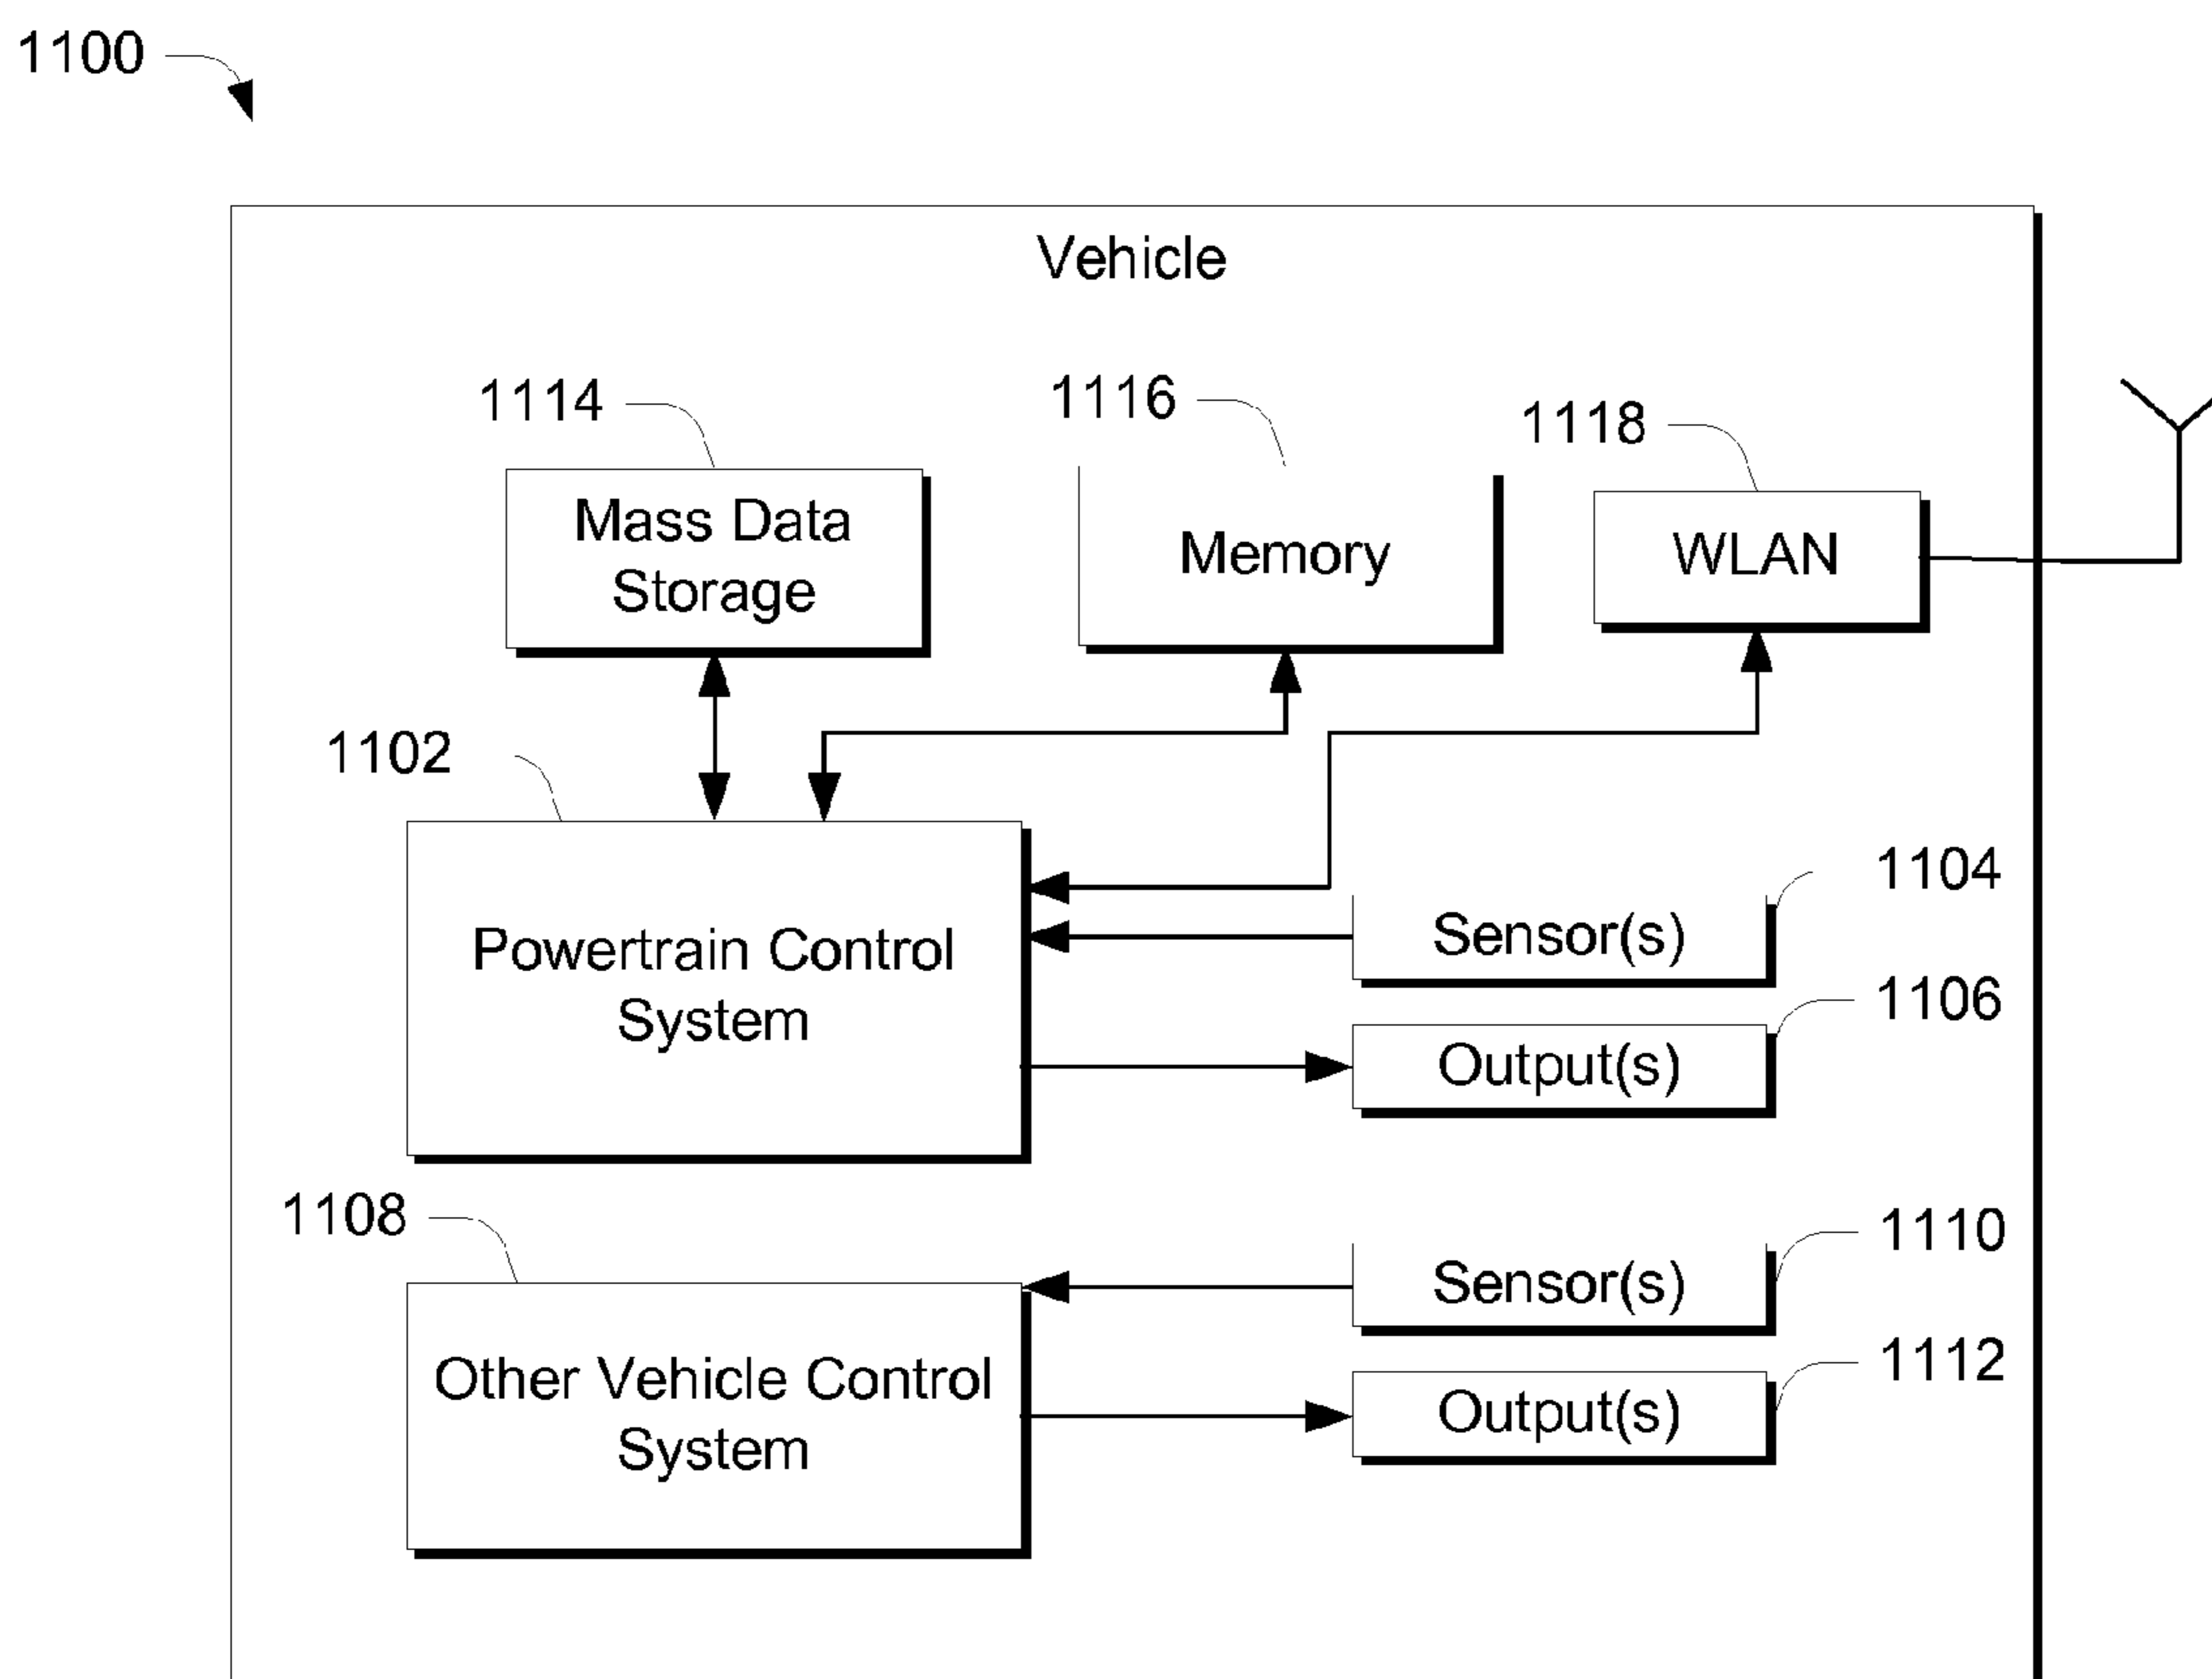 1100
Vehicle
1114
1116
1118
Mass Data
Storage
Memory
WLAN
1102
1104
Powertrain Control
System
Sensor(s)
1106
Output(s)
1108
1110
Other Vehicle Control
System
Sensor(s)
1112
Output(s)